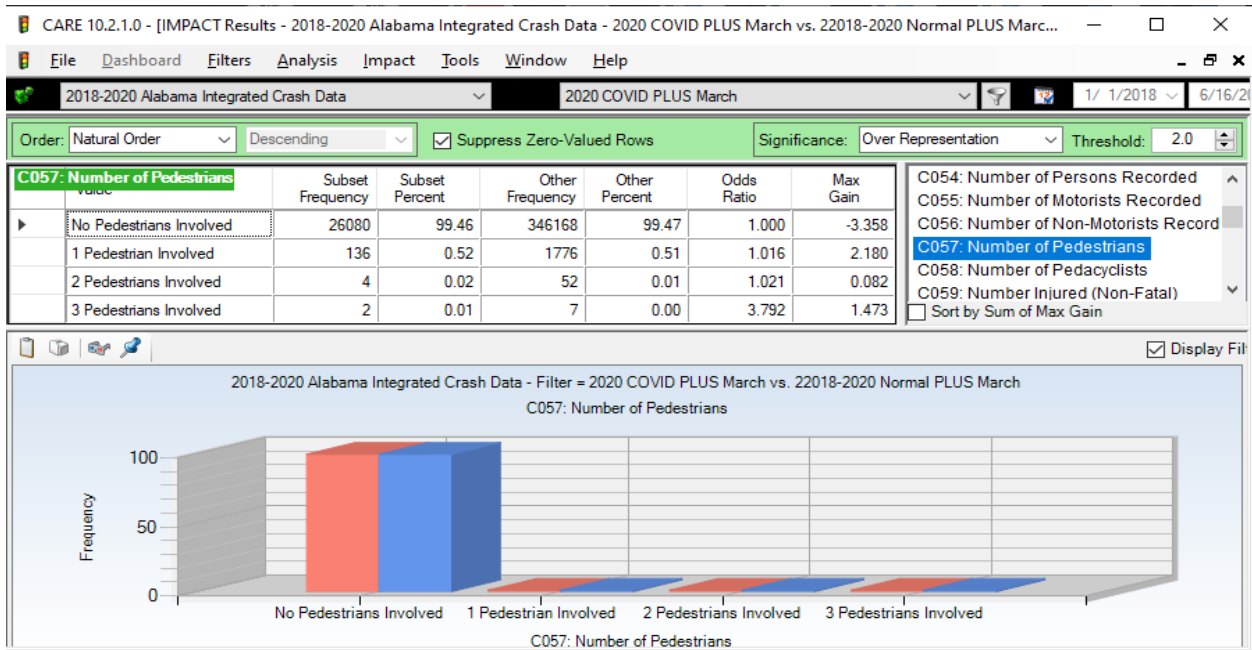 CARE 10.2.1.0 - [IMPACT Results - 2018-2020 Alabama Integrated Crash Data - 2020 COVID PLUS March vs. 22018-2020 Normal PLUS Marc...
File Dashboard Filters Analysis Impact Tools Window Help
2018-2020 Alabama Integrated Crash Data 2020 COVID PLUS March 1/ 1/2018 6/16/20
Order: Natural Order Descending Suppress Zero-Valued Rows Significance: Over Representation Threshold: 2.0
C057: Number of Pedestrians Subset Frequency Subset Percent Other Frequency Other Percent Odds Ratio Max Gain
No Pedestrians Involved 26080 99.46 346168 99.47 1.000 -3.358
1 Pedestrian Involved 136 0.52 1776 0.51 1.016 2.180
2 Pedestrians Involved 4 0.02 52 0.01 1.021 0.082
3 Pedestrians Involved 2 0.01 7 0.00 3.792 1.473
C054: Number of Persons Recorded
C055: Number of Motorists Recorded
C056: Number of Non-Motorists Record
C057: Number of Pedestrians
C058: Number of Pedacyclists
C059: Number Injured (Non-Fatal)
Sort by Sum of Max Gain
Display Filt
2018-2020 Alabama Integrated Crash Data - Filter = 2020 COVID PLUS March vs. 22018-2020 Normal PLUS March
C057: Number of Pedestrians
Frequency
100
50
0
No Pedestrians Involved 1 Pedestrian Involved 2 Pedestrians Involved 3 Pedestrians Involved
C057: Number of Pedestrians